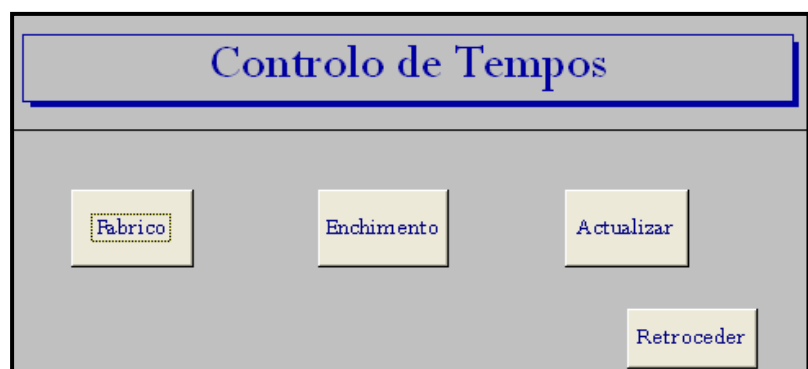 Controlo de Tempos
Fabrico Enchimento Actualizar
Retroceder